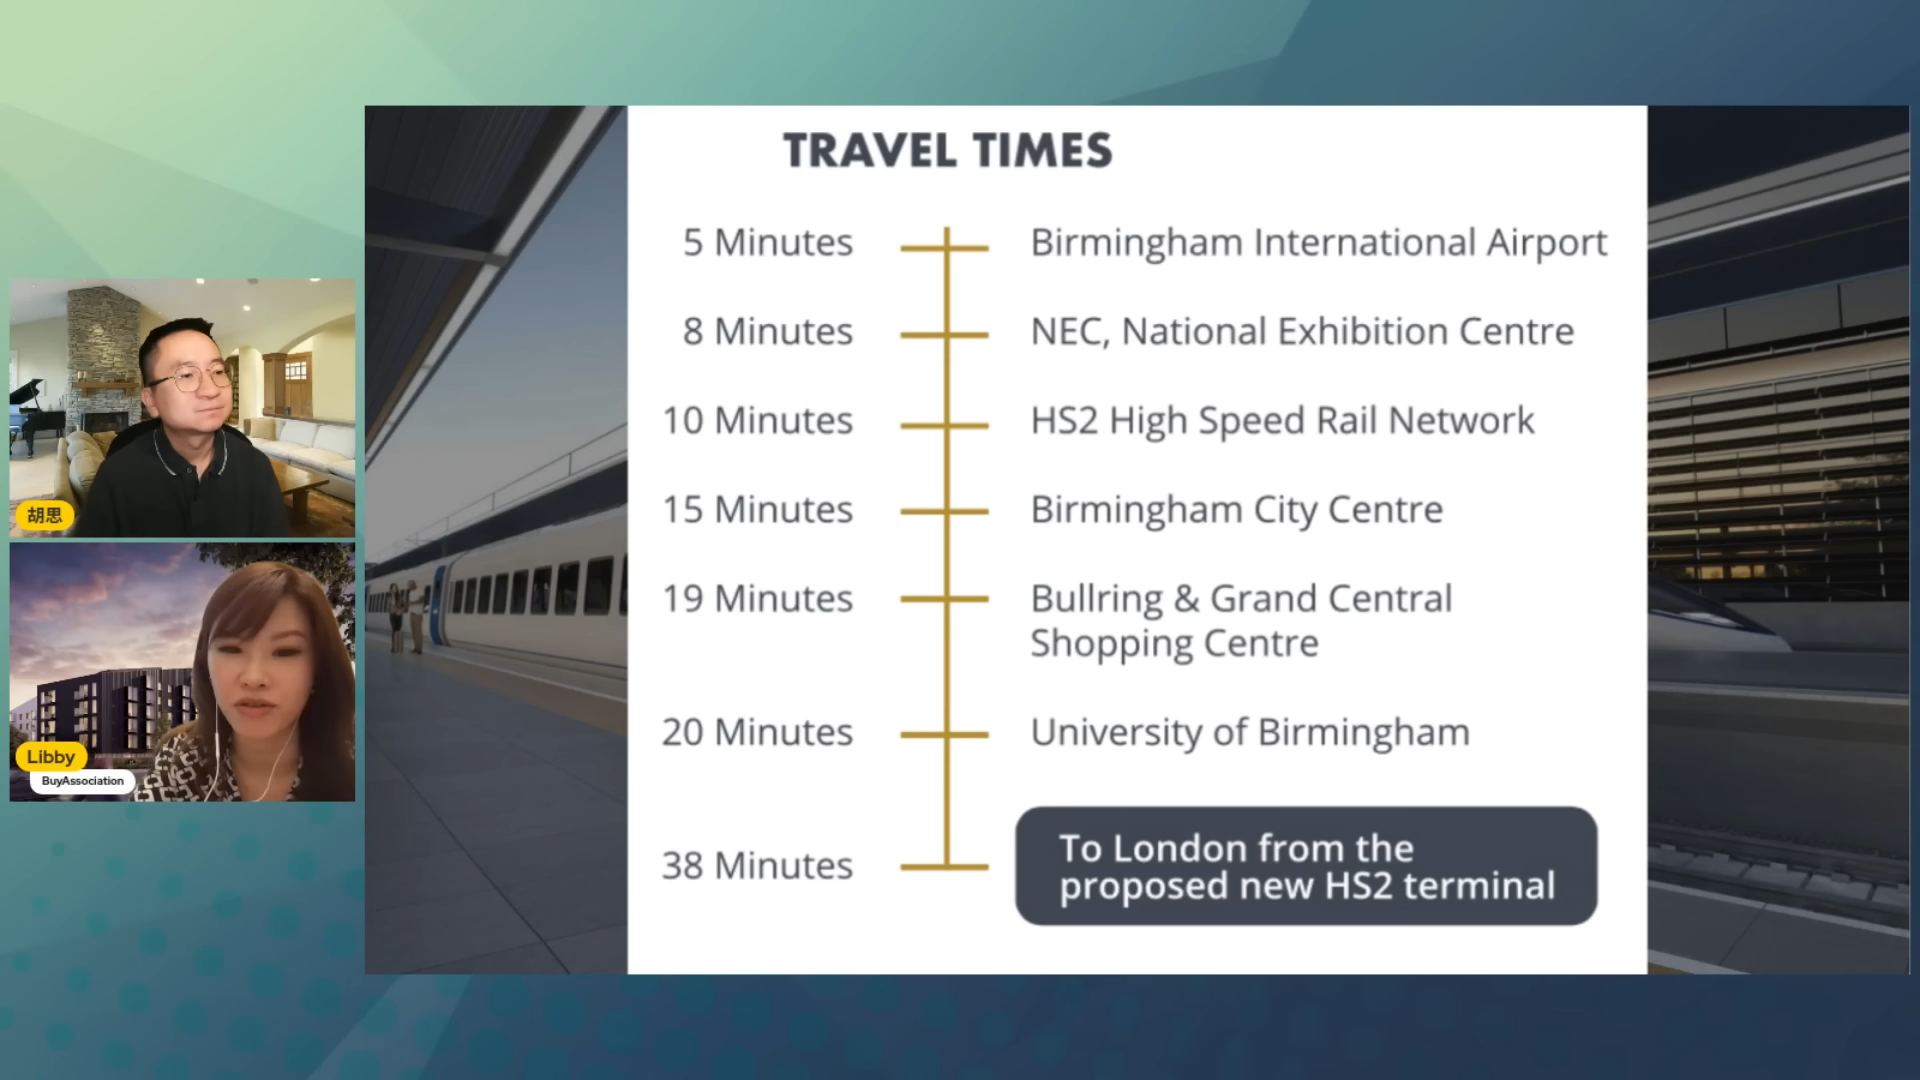 TRAVEL TIMES
5 Minutes Birmingham International Airport
8 Minutes NEC, National Exhibition Centre
10 Minutes HS2 High Speed Rail Network
15 Minutes Birmingham City Centre
19 Minutes Bullring & Grand Central
Shopping Centre
20 Minutes University of Birmingham
38 Minutes To London from the
proposed new HS2 terminal
胡思
Libby
BuyAssociation